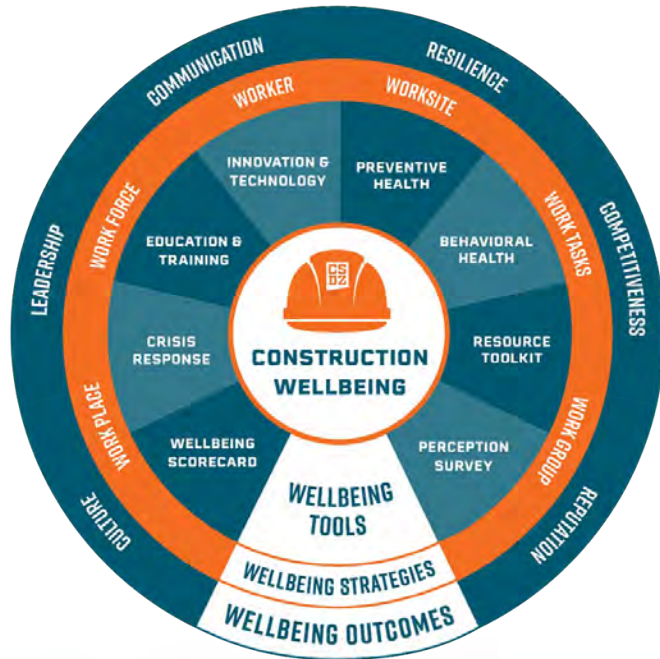 COMMUNICATION
RESILIENCE
COMPETITIVENESS
REPUTATION
CULTURE
LEADERSHIP
WORKER
WORKSITE
WORK TASKS
WORK GROUP
WORK PLACE
WORK FORCE
INNOVATION &
TECHNOLOGY
PREVENTIVE
HEALTH
BEHAVIORAL
HEALTH
RESOURCE
TOOLKIT
PERCEPTION
SURVEY
WELLBEING
SCORECARD
CRISIS
RESPONSE
EDUCATION &
TRAINING
CS
DZ
CONSTRUCTION
WELLBEING
WELLBEING
TOOLS
WELLBEING STRATEGIES
WELLBEING OUTCOMES